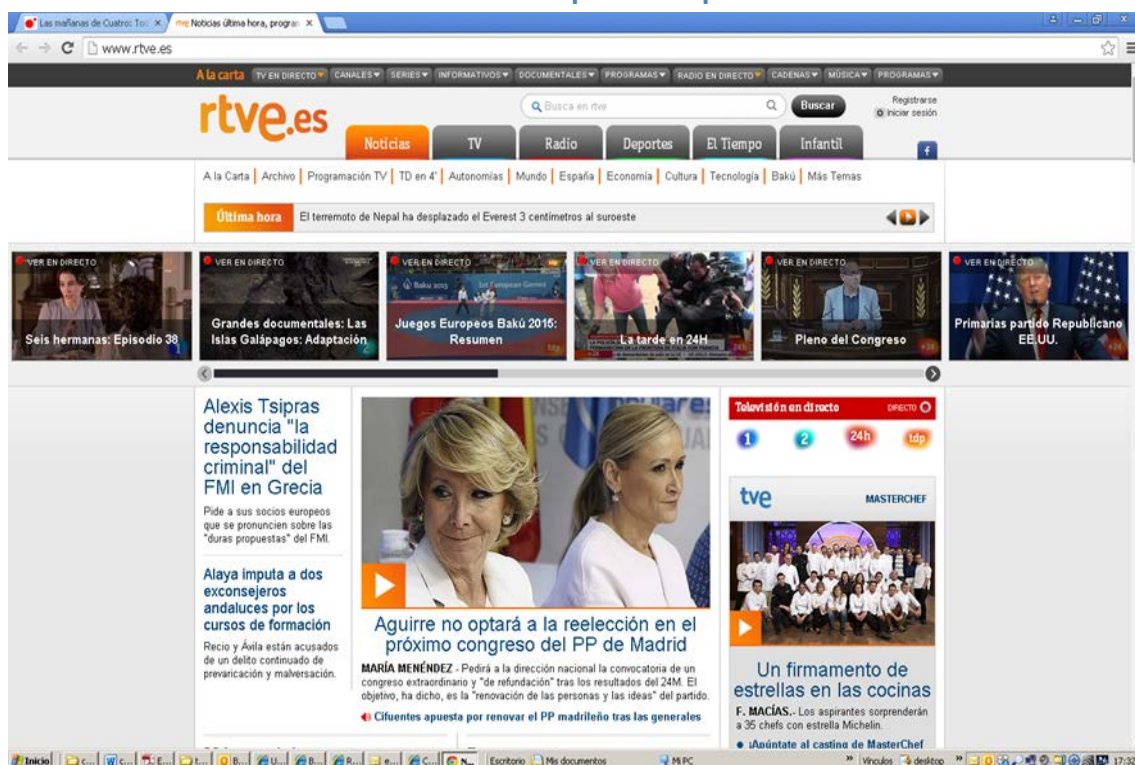 Las mañanas de Cuatro: To
rtve Noticias última hora, program
www.rtve.es
A la carta TV EN DIRECTO CANALES SERIES INFORMATIVOS DOCUMENTALES PROGRAMAS RADIO EN DIRECTO CADENAS MÚSICA PROGRAMAS
rtve.es
Busca en rtve
Buscar
Registrarse
Iniciar sesión
Noticias TV Radio Deportes El Tiempo Infantil
A la Carta Archivo Programación TV TD en 4' Autonomías Mundo España Economía Cultura Tecnología Bakú Más Temas
Última hora El terremoto de Nepal ha desplazado el Everest 3 centímetros al suroeste
VER EN DIRECTO
Seis hermanas: Episodio 38
VER EN DIRECTO
Grandes documentales: Las
Islas Galápagos: Adaptación
VER EN DIRECTO
Baku 2015
Juegos Europeos Bakú 2015:
Resumen
VER EN DIRECTO
La tarde en 24H
VER EN DIRECTO
Pleno del Congreso
VER EN DIRECTO
Primarias partido Republicano
EE.UU.
Alexis Tsipras
denuncia "la
responsabilidad
criminal" del
FMI en Grecia
Pide a sus socios europeos
que se pronuncien sobre las
"duras propuestas" del FMI.
Alaya imputa a dos
exconsejeros
andaluces por los
cursos de formación
Recio y Ávila están acusados
de un delito continuado de
prevaricación y malversación.
Aguirre no optará a la reelección en el
próximo congreso del PP de Madrid
MARÍA MENÉNDEZ - Pedirá a la dirección nacional la convocatoria de un
congreso extraordinario y "de refundación" tras los resultados del 24M. El
objetivo, ha dicho, es la "renovación de las personas y las ideas" del partido.
Cifuentes apuesta por renovar el PP madrileño tras las generales
Televisión en directo DIRECTO
1 2 24h tdp
tve MASTERCHEF
Un firmamento de
estrellas en las cocinas
F. MACÍAS.- Los aspirantes sorprenderán
a 35 chefs con estrella Michelin.
¡Apúntate al casting de MasterChef
Inicio Escritorio Mis documentos Mi PC Vínculos desktop 17:32